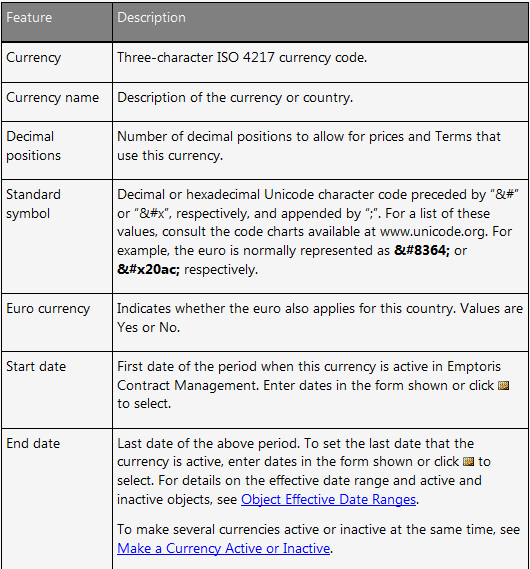 Feature Description
Currency Three-character ISO 4217 currency code.
Currency name Description of the currency or country.
Decimal Number of decimal positions to allow for prices and Terms that
positions use this currency.
Standard Decimal or hexadecimal Unicode character code preceded by “&#”
symbol or “&#x”, respectively, and appended by “;”. For a list of these
values, consult the code charts available at www.unicode.org. For
example, the euro is normally represented as &#8364; or
&#x20ac; respectively.
Euro currency Indicates whether the euro also applies for this country. Values are
Yes or No.
Start date First date of the period when this currency is active in Emptoris
Contract Management. Enter dates in the form shown or click
to select.
End date Last date of the above period. To set the last date that the
currency is active, enter dates in the form shown or click to
select. For details on the effective date range and active and
inactive objects, see Object Effective Date Ranges.
To make several currencies active or inactive at the same time, see
Make a Currency Active or Inactive.